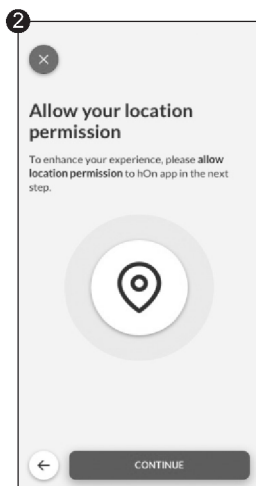 2
Allow your location
permission
To enhance your experience, please allow
location permission to hOn app in the next
step.
CONTINUE